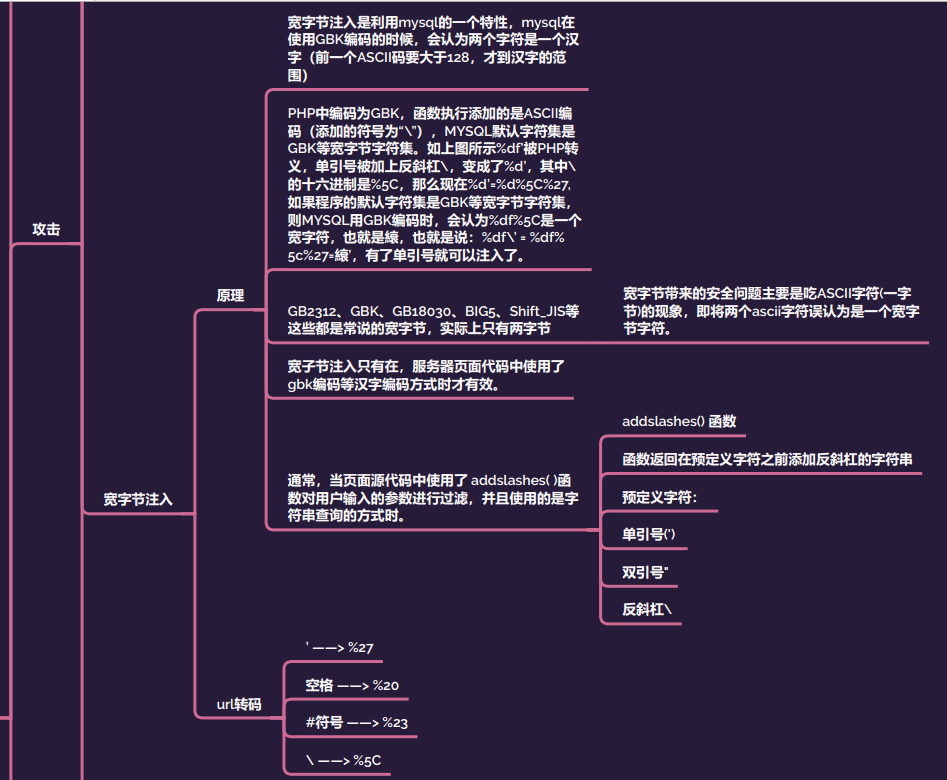 宽字节注入是利用mysql的一个特性，mysql在
使用GBK编码的时候，会认为两个字符是一个汉
字（前一个ASCII码要大于128，才到汉字的范
围）
PHP中编码为GBK，函数执行添加的是ASCII编
码（添加的符号为“\”），MYSQL默认字符集是
GBK等宽字节字符集。如上图所示%df’被PHP转
义，单引号被加上反斜杠\，变成了%d’，其中\
的十六进制是%5C，那么现在%d’=%d%5C%27,
如果程序的默认字符集是GBK等宽字节字符集，
则MYSQL用GBK编码时，会认为%df%5C是一个
宽字符，也就是縗，也就是说：%df\’ = %df%
5c%27=縗’，有了单引号就可以注入了。
攻击
原理
GB2312、GBK、GB18030、BIG5、Shift_JIS等
这些都是常说的宽字节，实际上只有两字节
宽字节带来的安全问题主要是吃ASCII字符(一字
节)的现象，即将两个ascii字符误认为是一个宽字
节字符。
宽子节注入只有在，服务器页面代码中使用了
gbk编码等汉字编码方式时才有效。
宽字节注入
通常，当页面源代码中使用了 addslashes( )函
数对用户输入的参数进行过滤，并且使用的是字
符串查询的方式时。
addslashes() 函数
函数返回在预定义字符之前添加反斜杠的字符串
预定义字符：
单引号(')
双引号"
反斜杠\
url转码
' ——> %27
空格 ——> %20
#符号 ——> %23
\ ——> %5C